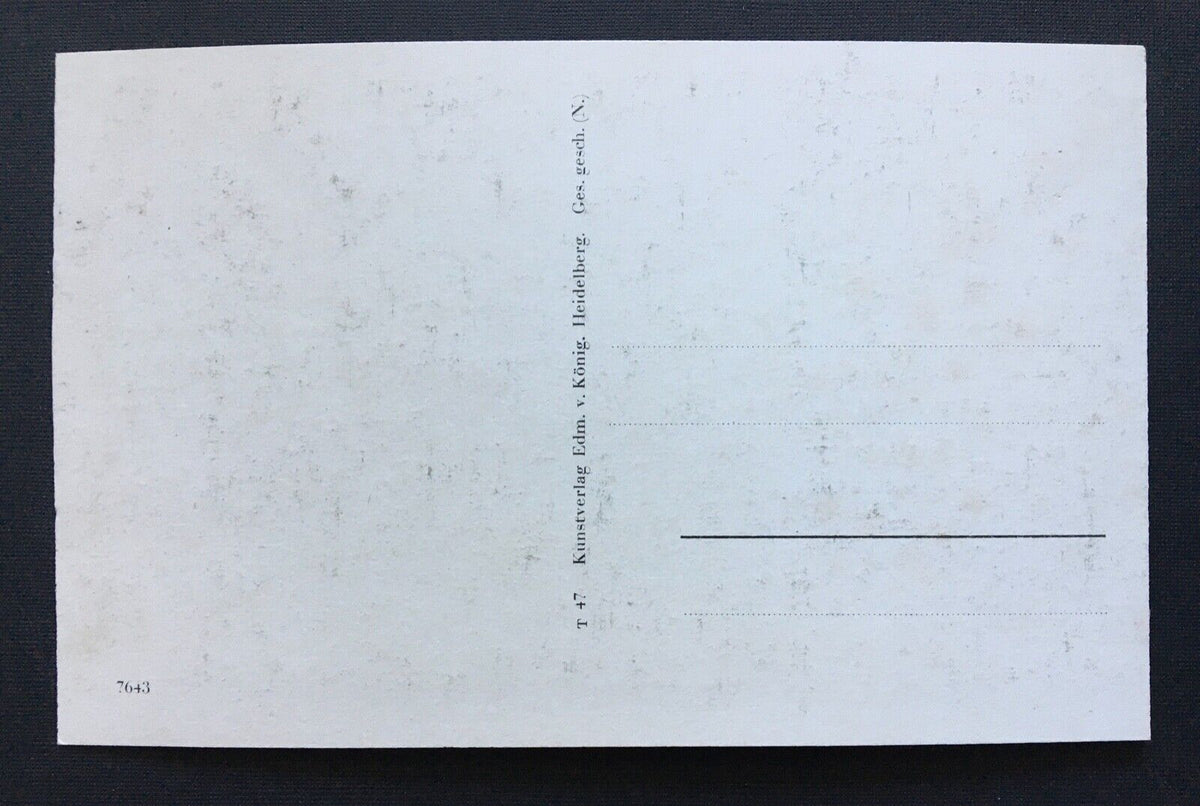 T 47 Kunstverlag Edm. v. König. Heidelberg. Ges. gesch. (N.)
7643